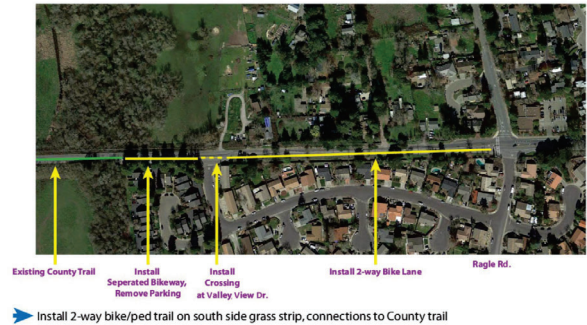 Existing County Trail
Install
Seperated Bikeway,
Remove Parking
Install
Crossing
at Valley View Dr.
Install 2-way Bike Lane
Ragle Rd.
Install 2-way bike/ped trail on south side grass strip, connections to County trail